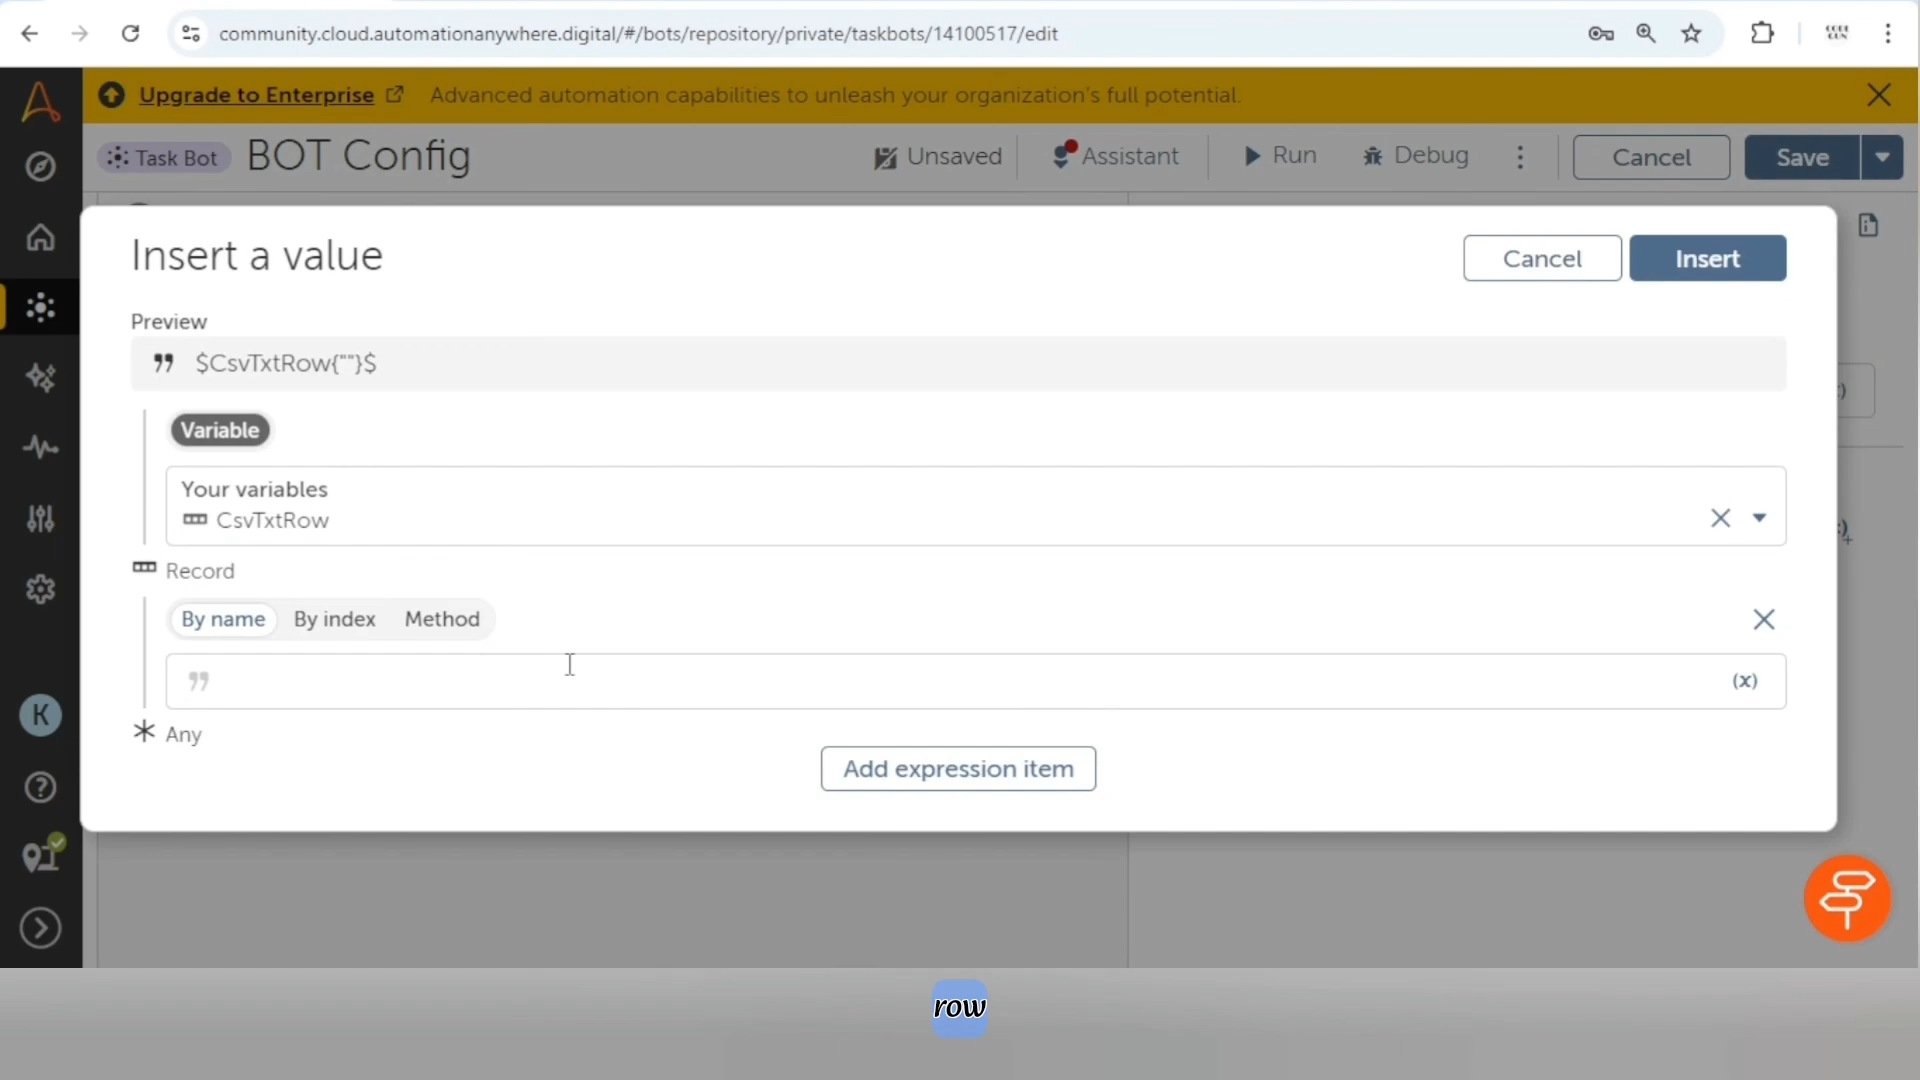 community.cloud.automationanywhere.digital/#/bots/repository/private/taskbots/14100517/edit
Upgrade to Enterprise Advanced automation capabilities to unleash your organization's full potential.
Task Bot BOT Config Unsaved Assistant Run Debug Cancel Save
Insert a value Cancel Insert
Preview
$CsvTxtRow{""}$
Variable
Your variables
CsvTxtRow
Record
By name By index Method
(x)
Any
Add expression item
K
row